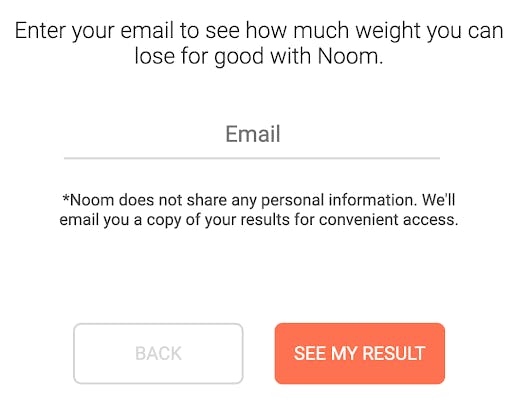 Enter your email to see how much weight you can
lose for good with Noom.
Email
*Noom does not share any personal information. We'll
email you a copy of your results for convenient access.
BACK
SEE MY RESULT